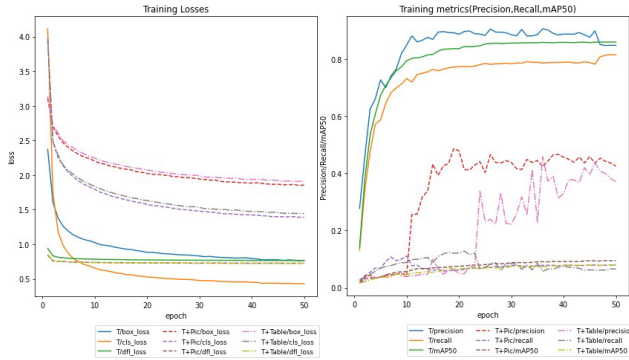 Training Losses
4.0
3.5
3.0
2.5
2.0
1.5
1.0
0.5
loss
0 10 20 30 40 50
epoch
T/box_loss T+Pic/box_loss T+Table/box_loss
T/cls_loss T+Pic/cls_loss T+Table/cls_loss
T/dfl_loss T+Pic/dfl_loss T+Table/dfl_loss
Training metrics(Precision,Recall,mAP50)
0.8
0.6
0.4
0.2
0.0
Precision/Recall/mAP50
0 10 20 30 40 50
epoch
T/precision T+Pic/precision T+Table/precision
T/recall T+Pic/recall T+Table/recall
T/mAP50 T+Pic/mAP50 T+Table/mAP50